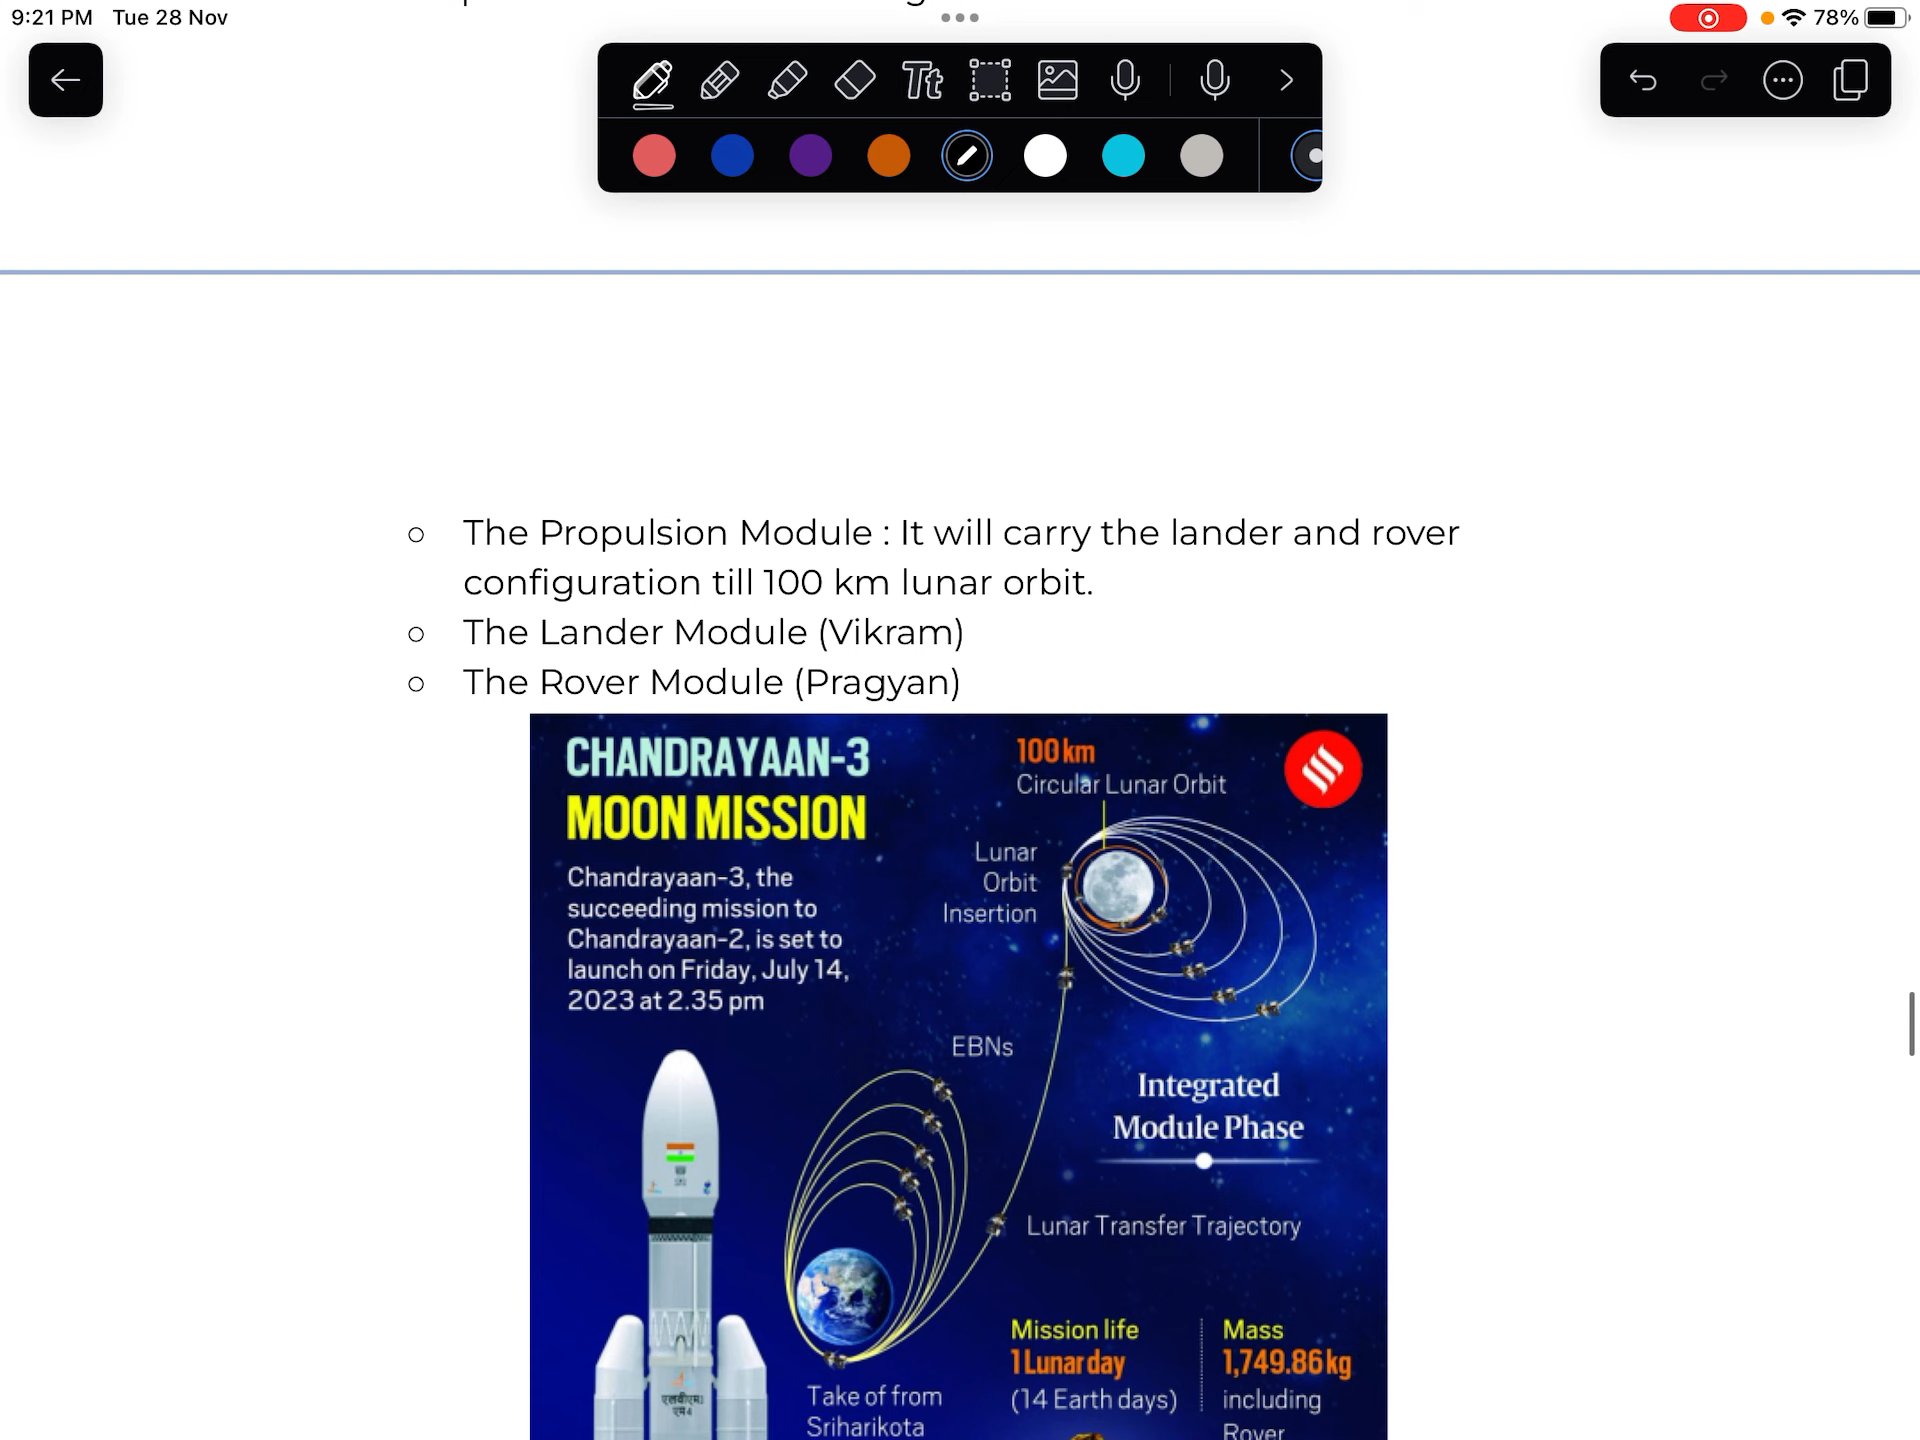 9:21 PM Tue 28 Nov
78%
Tt
The Propulsion Module : It will carry the lander and rover
configuration till 100 km lunar orbit.
The Lander Module (Vikram)
The Rover Module (Pragyan)
CHANDRAYAAN-3
MOON MISSION
Chandrayaan-3, the
succeeding mission to
Chandrayaan-2, is set to
launch on Friday, July 14,
2023 at 2.35 pm
100 km
Circular Lunar Orbit
Lunar
Orbit
Insertion
EBNs
Integrated
Module Phase
Lunar Transfer Trajectory
Mission life
1 Lunar day
(14 Earth days)
Mass
1,749.86 kg
including
Rover
Take of from
Sriharikota
एलवीएम3
एम4